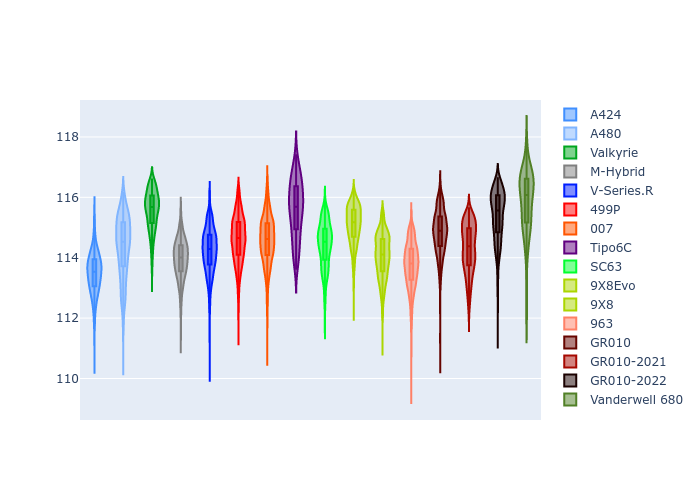 118
116
114
112
110
A424
A480
Valkyrie
M-Hybrid
V-Series.R
499P
007
Tipo6C
SC63
9X8Evo
9X8
963
GR010
GR010-2021
GR010-2022
Vanderwell 680